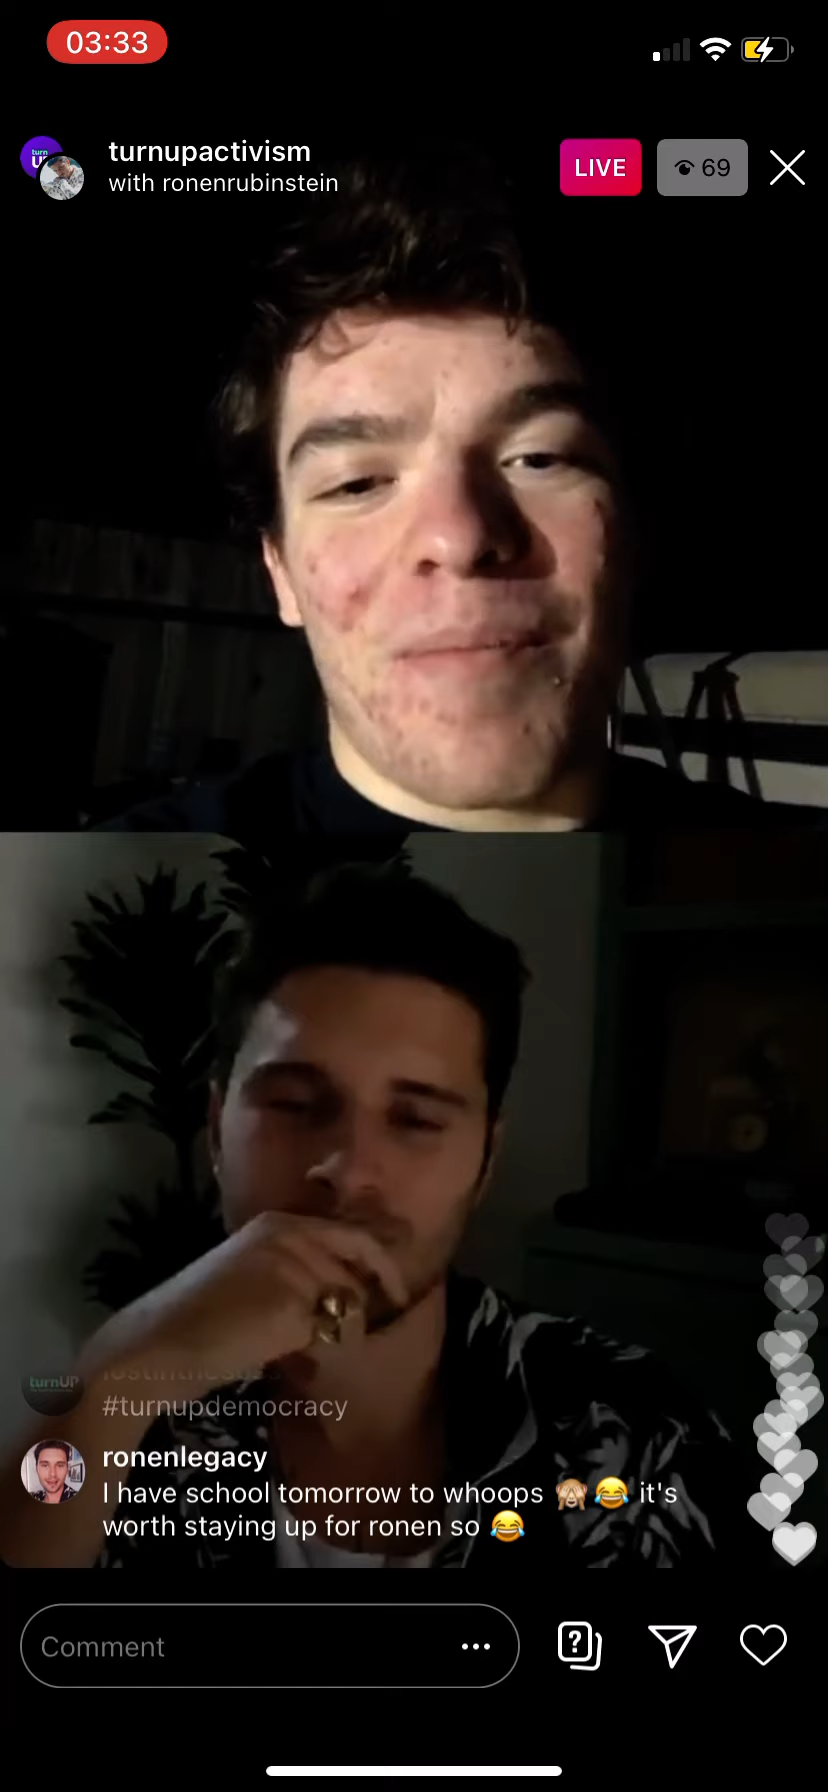 03:33
turnupactivism
with ronenrubinstein
LIVE
69
turnUP
#turnupdemocracy
ronenlegacy
I have school tomorrow to whoops 🙈😂 it's
worth staying up for ronen so 😂
Comment